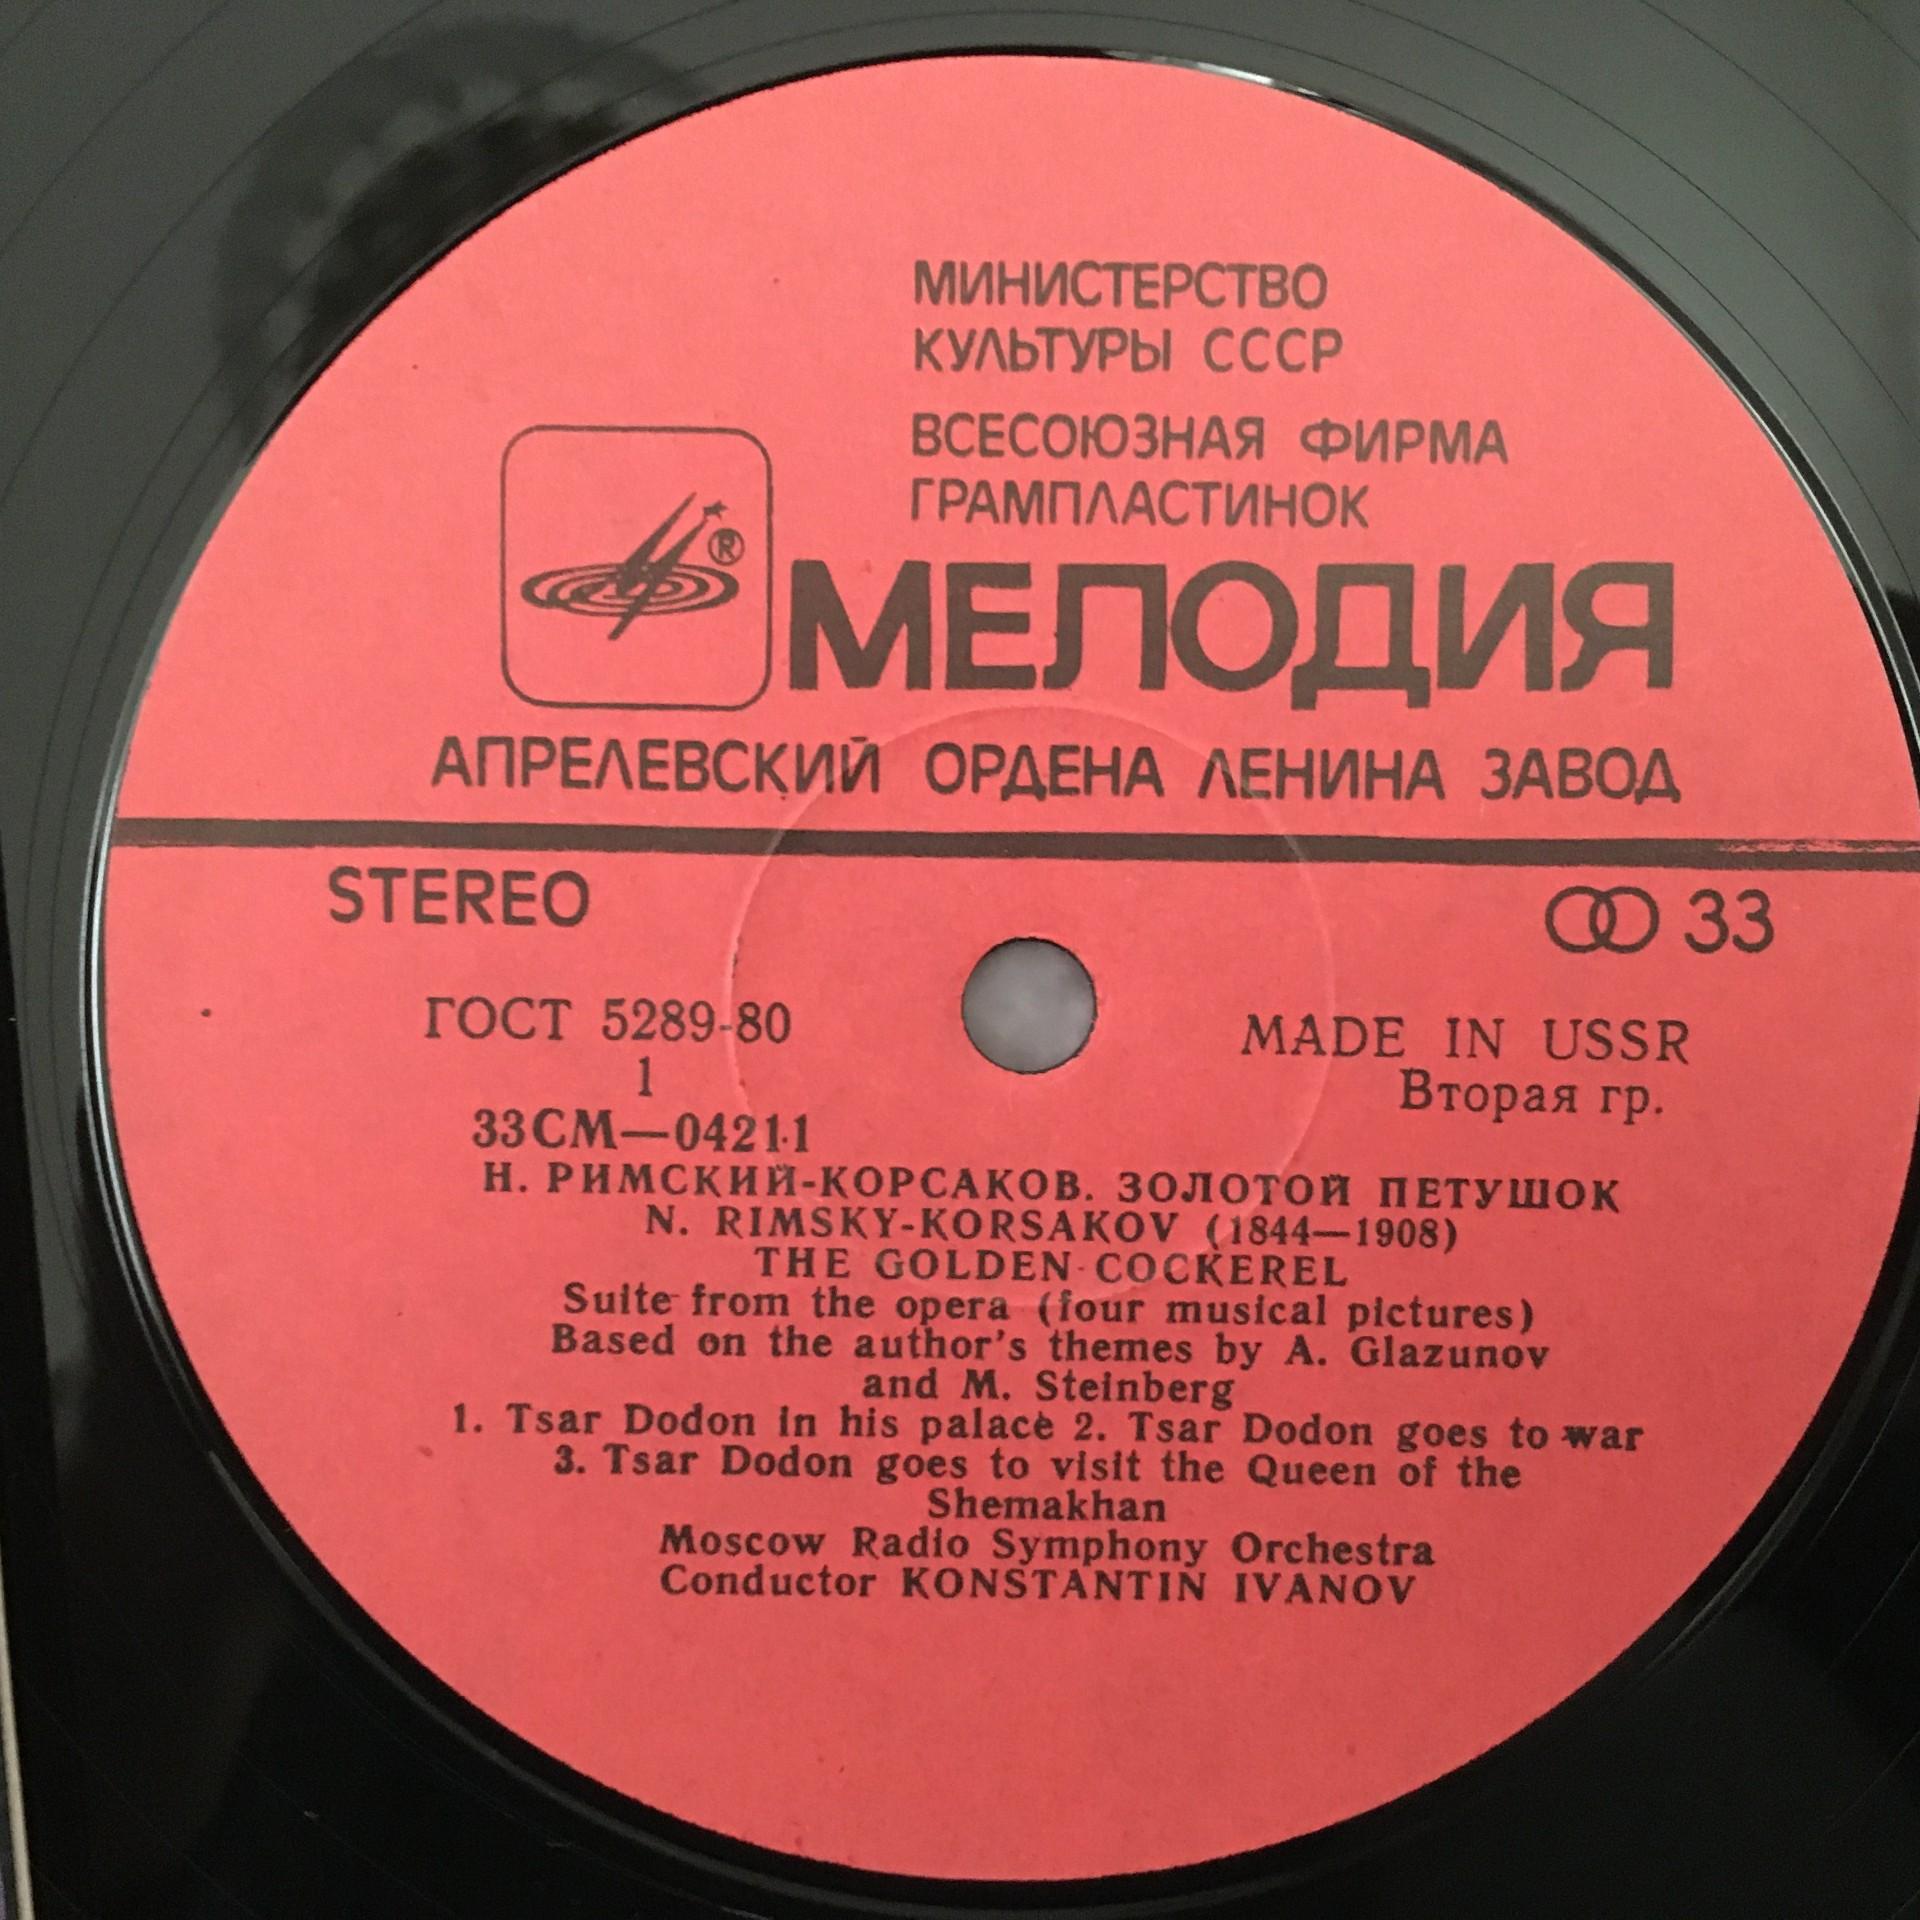 МИНИСТЕРСТВО
КУЛЬТУРЫ СССР
ВСЕСОЮЗНАЯ ФИРМА
ГРАМПЛАСТИНОК
®
МЕЛОДИЯ
АПРЕЛЕВСКИЙ ОРДЕНА ЛЕНИНА ЗАВОД
STEREO
33
ГОСТ 5289-80
MADE IN USSR
1
Вторая гр.
33СМ—04211
Н. РИМСКИЙ-КОРСАКОВ. ЗОЛОТОЙ ПЕТУШОК
N. RIMSKY-KORSAKOV (1844—1908)
THE GOLDEN COCKEREL
Suite from the opera (four musical pictures)
Based on the author's themes by A. Glazunov
and M. Steinberg
1. Tsar Dodon in his palace 2. Tsar Dodon goes to war
3. Tsar Dodon goes to visit the Queen of the
Shemakhan
Moscow Radio Symphony Orchestra
Conductor KONSTANTIN IVANOV